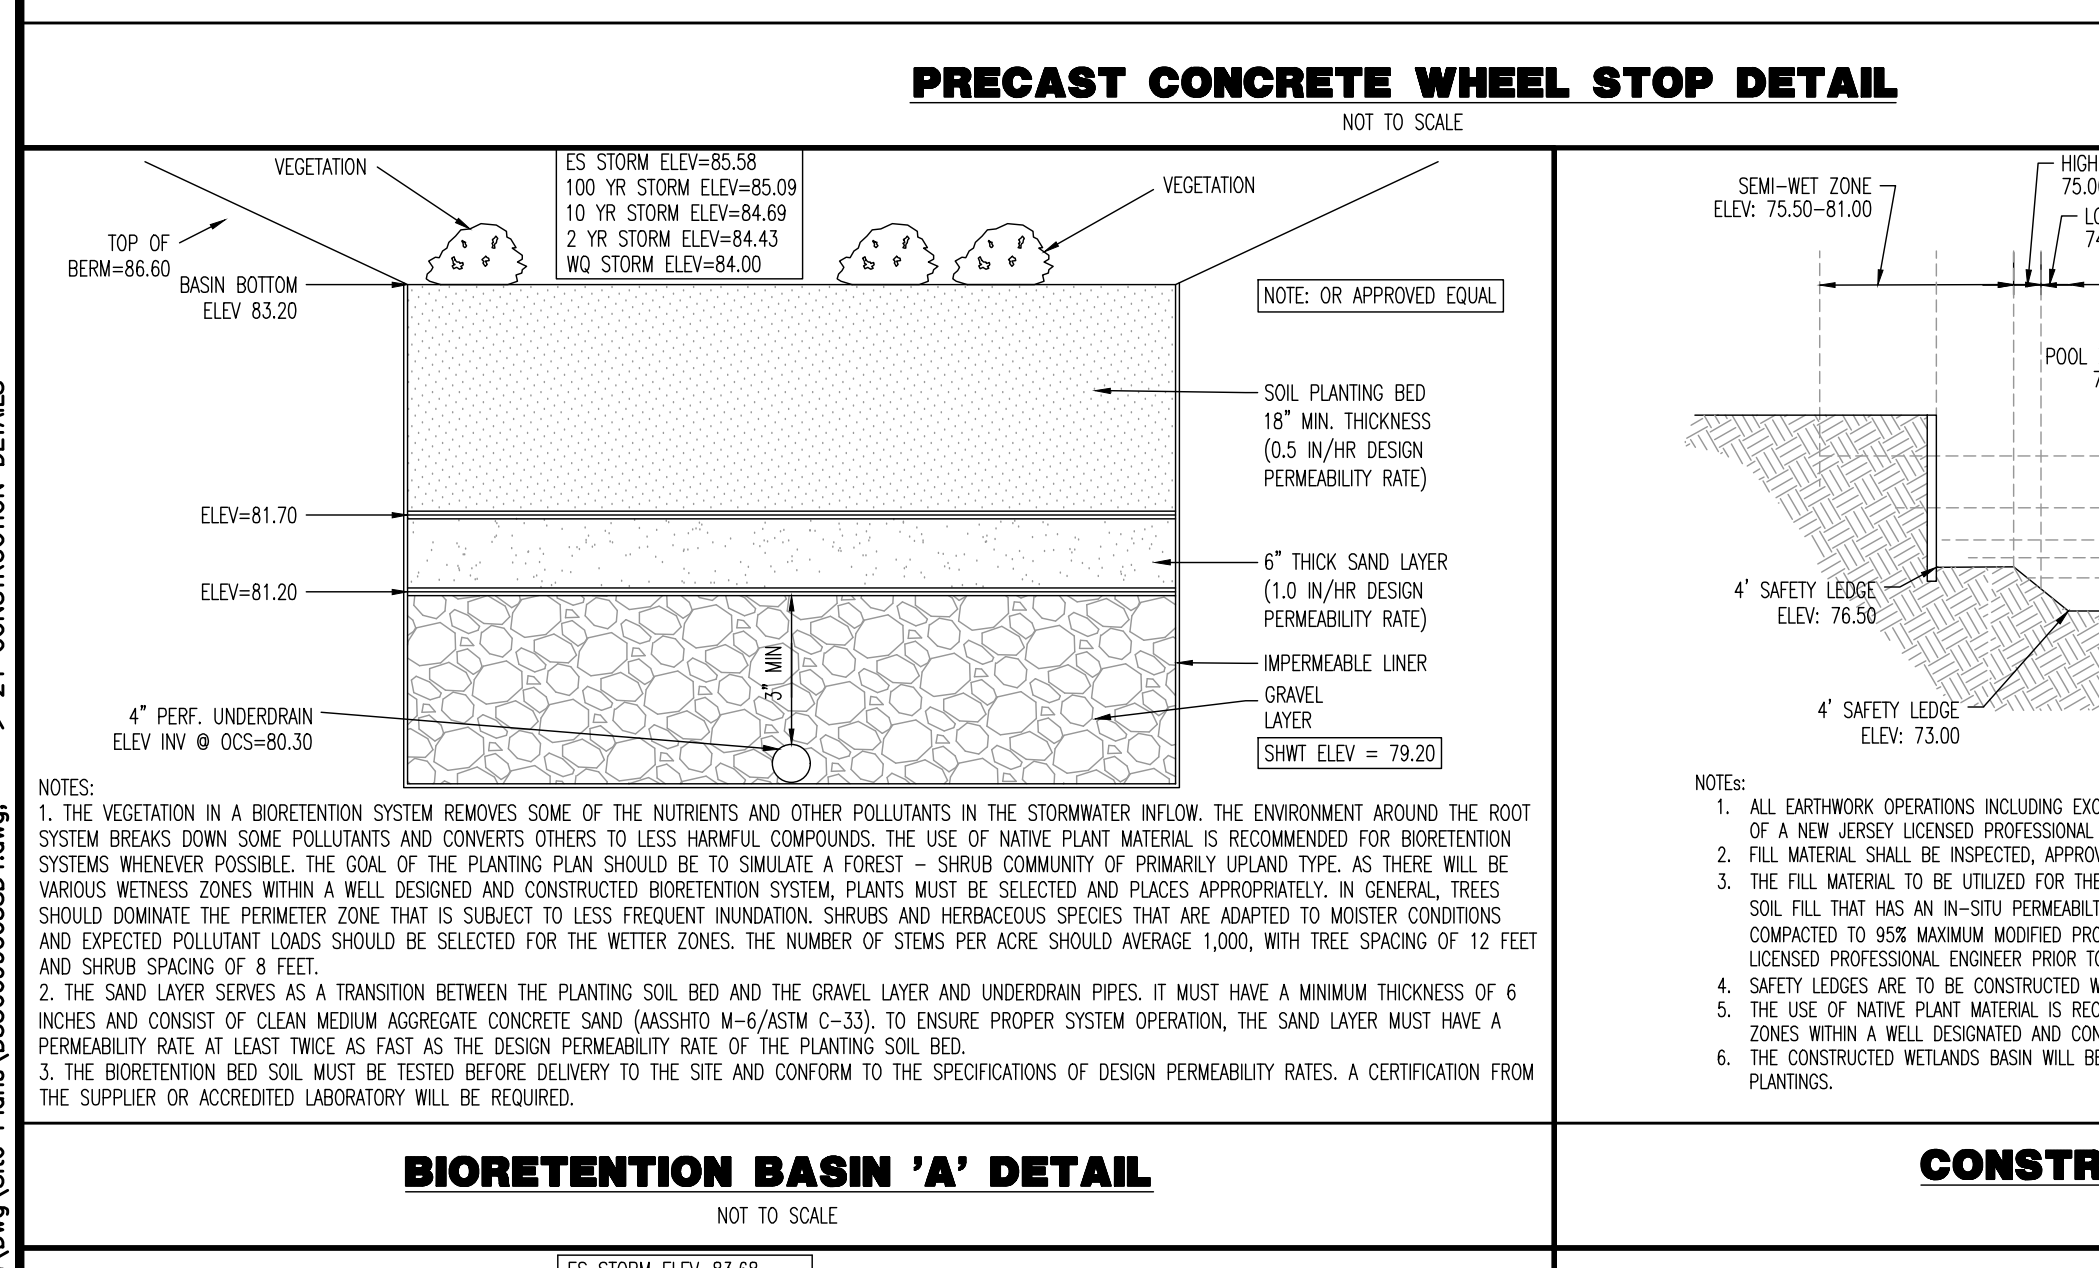 PRECAST CONCRETE WHEEL STOP DETAIL
NOT TO SCALE
VEGETATION
ES STORM ELEV=85.58
100 YR STORM ELEV=85.09
10 YR STORM ELEV=84.69
2 YR STORM ELEV=84.43
WQ STORM ELEV=84.00
VEGETATION
TOP OF
BERM=86.60
BASIN BOTTOM
ELEV 83.20
NOTE: OR APPROVED EQUAL
SOIL PLANTING BED
18" MIN. THICKNESS
(0.5 IN/HR DESIGN
PERMEABILITY RATE)
ELEV=81.70
6" THICK SAND LAYER
(1.0 IN/HR DESIGN
PERMEABILITY RATE)
ELEV=81.20
3" MIN
IMPERMEABLE LINER
GRAVEL
LAYER
4" PERF. UNDERDRAIN
ELEV INV @ OCS=80.30
SHWT ELEV = 79.20
NOTES:
1. THE VEGETATION IN A BIORETENTION SYSTEM REMOVES SOME OF THE NUTRIENTS AND OTHER POLLUTANTS IN THE STORMWATER INFLOW. THE ENVIRONMENT AROUND THE ROOT
SYSTEM BREAKS DOWN SOME POLLUTANTS AND CONVERTS OTHERS TO LESS HARMFUL COMPOUNDS. THE USE OF NATIVE PLANT MATERIAL IS RECOMMENDED FOR BIORETENTION
SYSTEMS WHENEVER POSSIBLE. THE GOAL OF THE PLANTING PLAN SHOULD BE TO SIMULATE A FOREST – SHRUB COMMUNITY OF PRIMARILY UPLAND TYPE. AS THERE WILL BE
VARIOUS WETNESS ZONES WITHIN A WELL DESIGNED AND CONSTRUCTED BIORETENTION SYSTEM, PLANTS MUST BE SELECTED AND PLACES APPROPRIATELY. IN GENERAL, TREES
SHOULD DOMINATE THE PERIMETER ZONE THAT IS SUBJECT TO LESS FREQUENT INUNDATION. SHRUBS AND HERBACEOUS SPECIES THAT ARE ADAPTED TO MOISTER CONDITIONS
AND EXPECTED POLLUTANT LOADS SHOULD BE SELECTED FOR THE WETTER ZONES. THE NUMBER OF STEMS PER ACRE SHOULD AVERAGE 1,000, WITH TREE SPACING OF 12 FEET
AND SHRUB SPACING OF 8 FEET.
2. THE SAND LAYER SERVES AS A TRANSITION BETWEEN THE PLANTING SOIL BED AND THE GRAVEL LAYER AND UNDERDRAIN PIPES. IT MUST HAVE A MINIMUM THICKNESS OF 6
INCHES AND CONSIST OF CLEAN MEDIUM AGGREGATE CONCRETE SAND (AASSHTO M-6/ASTM C-33). TO ENSURE PROPER SYSTEM OPERATION, THE SAND LAYER MUST HAVE A
PERMEABILITY RATE AT LEAST TWICE AS FAST AS THE DESIGN PERMEABILITY RATE OF THE PLANTING SOIL BED.
3. THE BIORETENTION BED SOIL MUST BE TESTED BEFORE DELIVERY TO THE SITE AND CONFORM TO THE SPECIFICATIONS OF DESIGN PERMEABILITY RATES. A CERTIFICATION FROM
THE SUPPLIER OR ACCREDITED LABORATORY WILL BE REQUIRED.
BIORETENTION BASIN 'A' DETAIL
NOT TO SCALE
HIGH
75.0
SEMI-WET ZONE
ELEV: 75.50-81.00
POOL
4' SAFETY LEDGE
ELEV: 76.50
4' SAFETY LEDGE
ELEV: 73.00
NOTEs:
1. ALL EARTHWORK OPERATIONS INCLUDING
OF A NEW JERSEY LICENSED PROFESSIONAL
2. FILL MATERIAL SHALL BE INSPECTED,
3. THE FILL MATERIAL TO BE UTILIZED FOR THE
SOIL FILL THAT HAS AN IN-SITU
COMPACTED TO 95% MAXIMUM MODIFIED
LICENSED PROFESSIONAL ENGINEER PRIOR TO
4. SAFETY LEDGES ARE TO BE CONSTRUCTED
5. THE USE OF NATIVE PLANT MATERIAL IS
ZONES WITHIN A WELL DESIGNATED AND
6. THE CONSTRUCTED WETLANDS BASIN WILL BE
PLANTINGS.
CONSTR